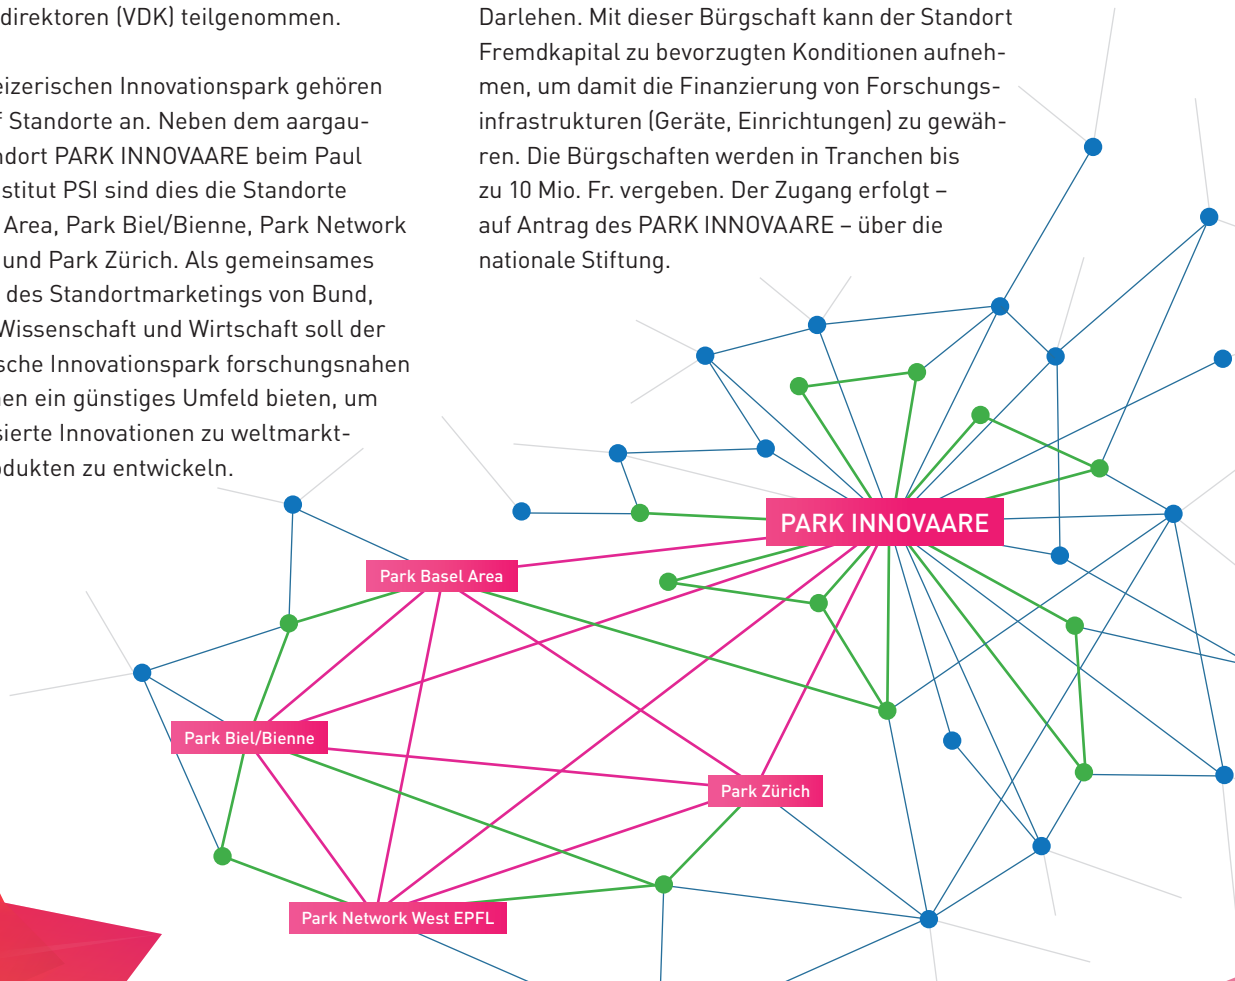 direktoren (VDK) teilgenommen.
eizerischen Innovationspark gehören
f Standorte an. Neben dem aargau-
ndort PARK INNOVAARE beim Paul
stitut PSI sind dies die Standorte
Area, Park Biel/Bienne, Park Network
und Park Zürich. Als gemeinsames
des Standortmarketings von Bund,
Wissenschaft und Wirtschaft soll der
sche Innovationspark forschungsnahen
en ein günstiges Umfeld bieten, um
sierte Innovationen zu weltmarkt-
odukten zu entwickeln.
Darlehen. Mit dieser Bürgschaft kann der Standort
Fremdkapital zu bevorzugten Konditionen aufneh-
men, um damit die Finanzierung von Forschungs-
infrastrukturen (Geräte, Einrichtungen) zu gewäh-
ren. Die Bürgschaften werden in Tranchen bis
zu 10 Mio. Fr. vergeben. Der Zugang erfolgt –
auf Antrag des PARK INNOVAARE – über die
nationale Stiftung.
PARK INNOVAARE
Park Basel Area
Park Biel/Bienne
Park Zürich
Park Network West EPFL